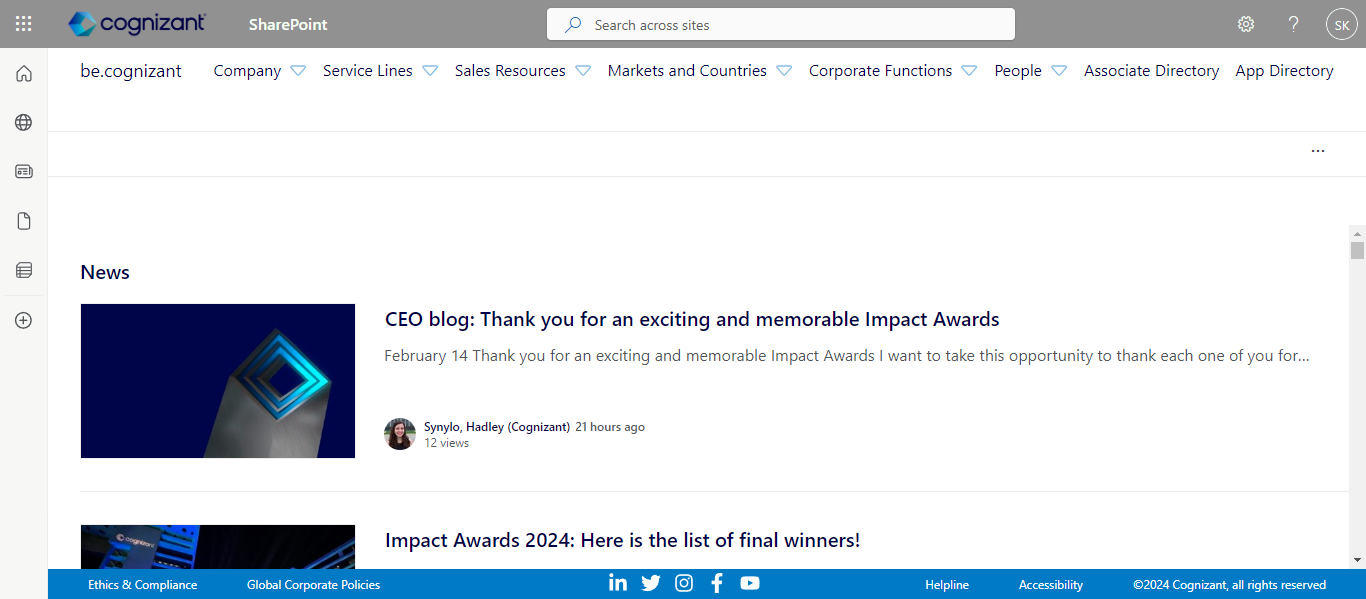 cognizant SharePoint Search across sites ? SK
be.cognizant Company Service Lines Sales Resources Markets and Countries Corporate Functions People Associate Directory App Directory
...
News
CEO blog: Thank you for an exciting and memorable Impact Awards
February 14 Thank you for an exciting and memorable Impact Awards I want to take this opportunity to thank each one of you for...
Synylo, Hadley (Cognizant) 21 hours ago
12 views
cognizant
Impact Awards 2024: Here is the list of final winners!
Ethics & Compliance Global Corporate Policies in f Helpline Accessibility ©2024 Cognizant, all rights reserved